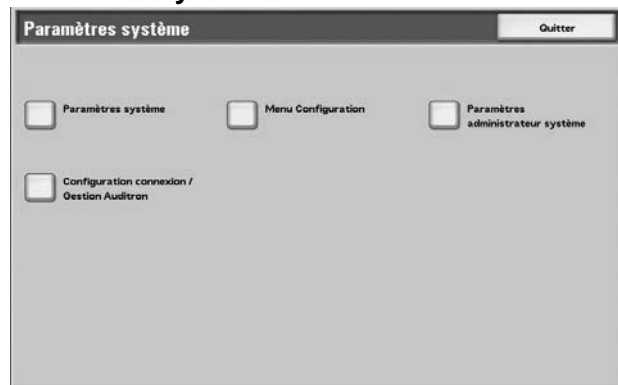 Paramètres système
Quitter
Paramètres système
Menu Configuration
Paramètres
administrateur système
Configuration connexion /
Gestion Auditron